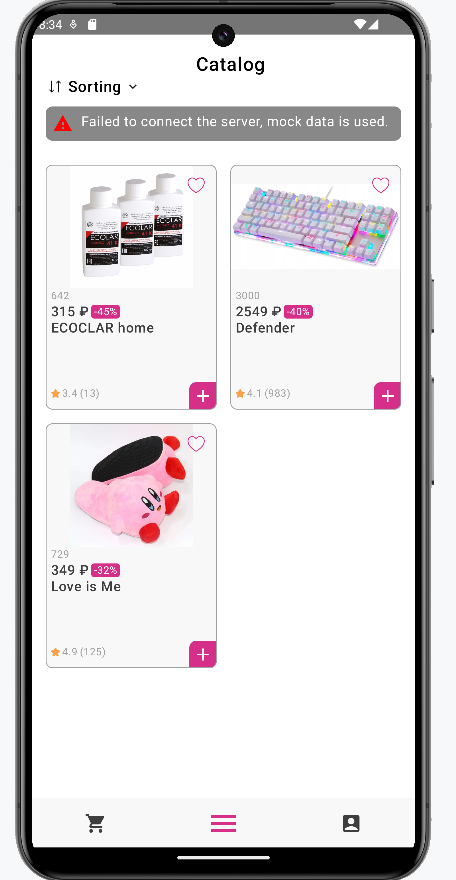 8:34
Catalog
Sorting
Failed to connect the server, mock data is used.
ECOCLAR
642
315 ₽ -45%
ECOCLAR home
3.4 (13)
3000
2549 ₽ -40%
Defender
4.1 (983)
729
349 ₽ -32%
Love is Me
4.9 (125)